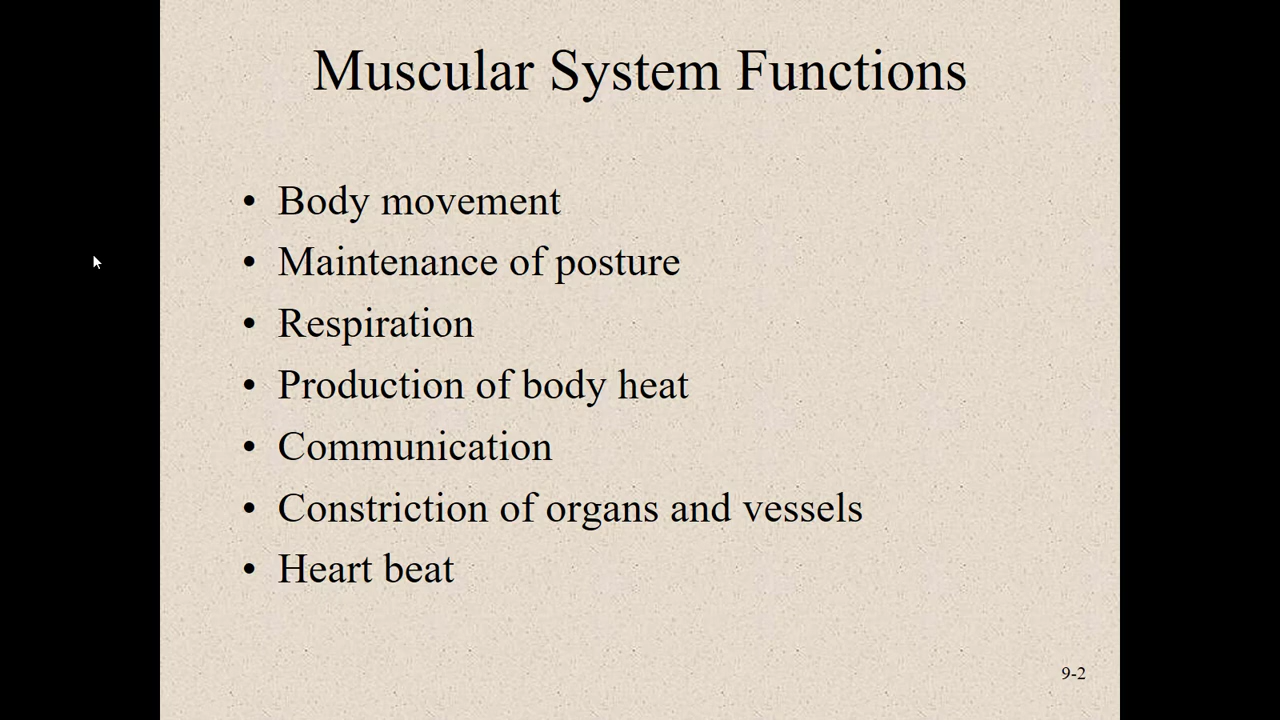 Muscular System Functions
• Body movement
• Maintenance of posture
• Respiration
• Production of body heat
• Communication
• Constriction of organs and vessels
• Heart beat
9-2